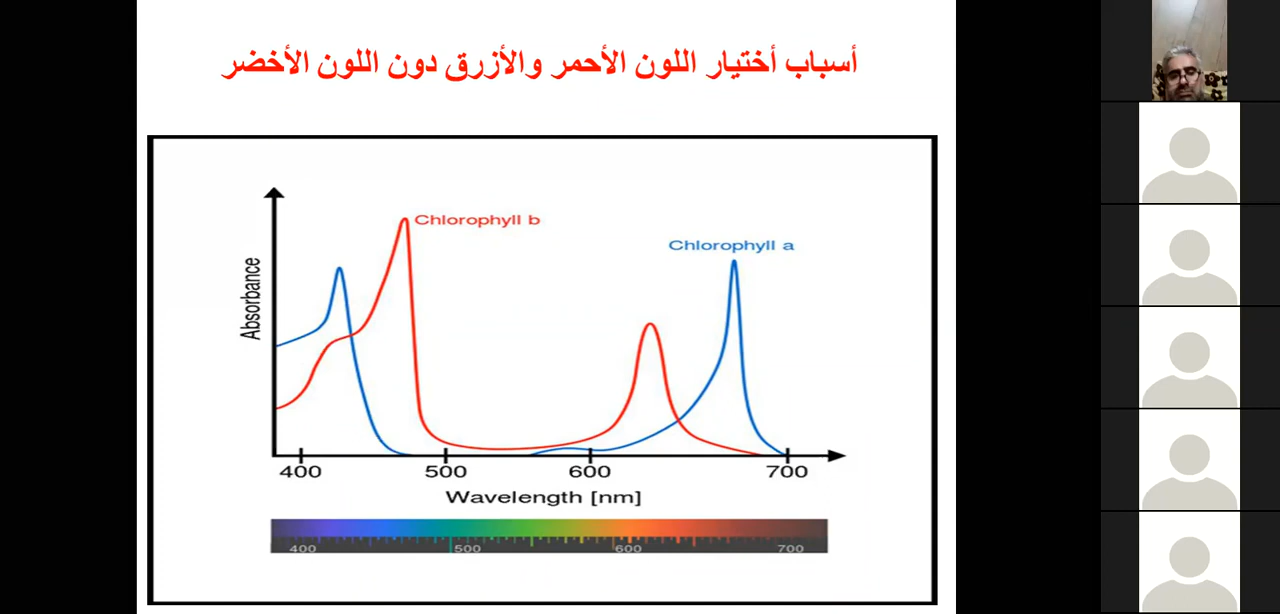 أسباب أختيار اللون الأحمر والأزرق دون اللون الأخضر
Chlorophyll b
Chlorophyll a
Absorbance
400 500 600 700
Wavelength [nm]
400 500 600 700